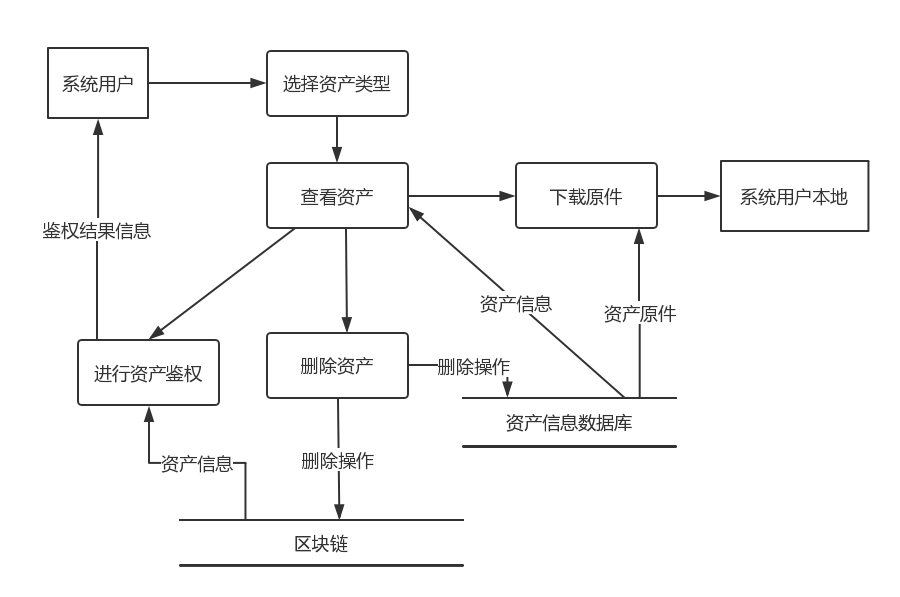 系统用户
选择资产类型
查看资产
下载原件
系统用户本地
鉴权结果信息
资产信息
资产原件
进行资产鉴权
删除资产
删除操作
资产信息数据库
资产信息
删除操作
区块链